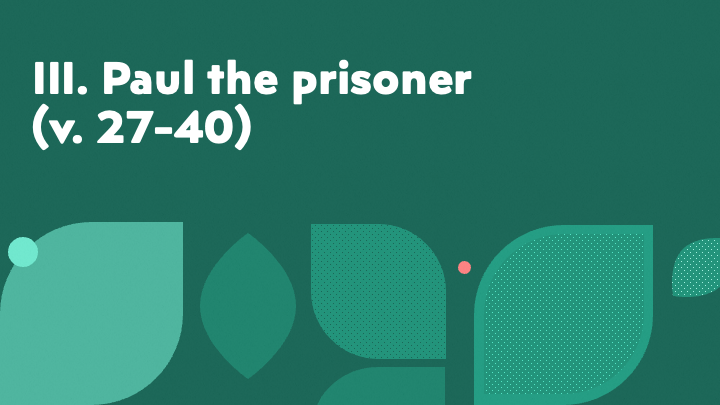 III. Paul the prisoner
(v. 27-40)